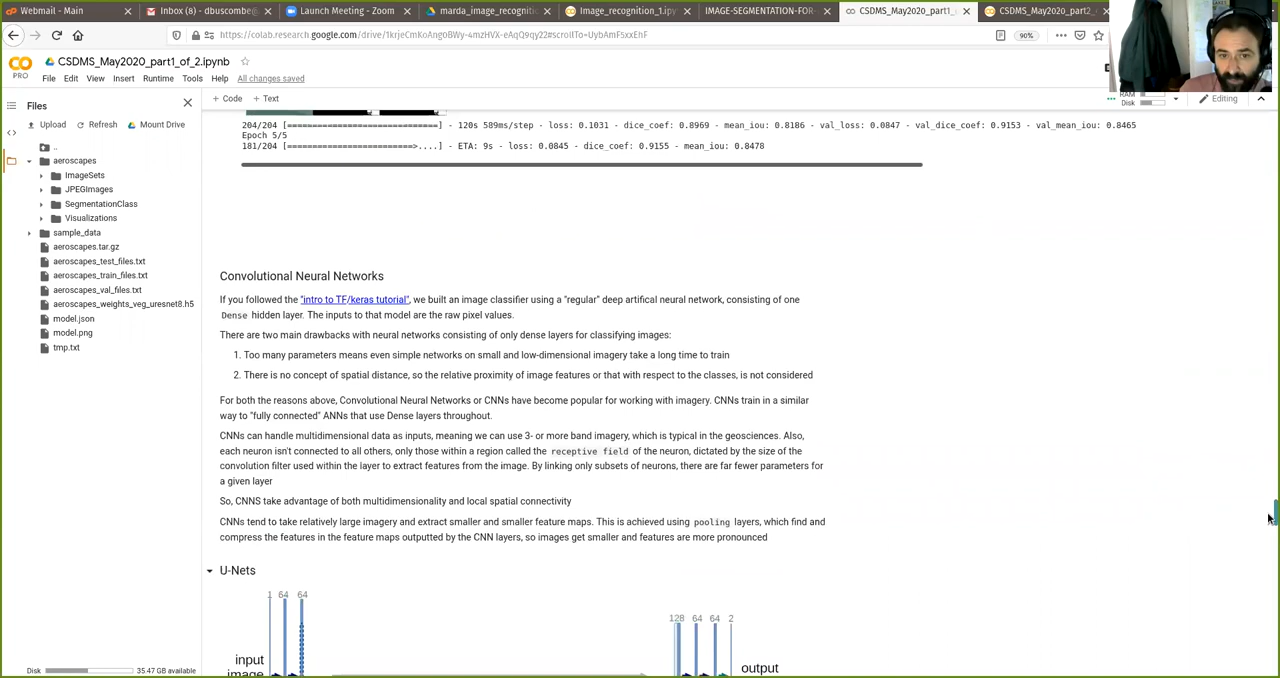 Webmail - Main
Inbox (1) - dbuscombe@
Launch Meeting - Zoom
marda_image_recognitio
Image_recognition_1.ipy
IMAGE-SEGMENTATION-FOR
CSDMS_May2020_part1_
CSDMS_May2020_part2_
90%
CSDMS_May2020_part1_of_2.ipynb
PRO
File Edit View Insert Runtime Tools Help All changes saved
+ Code + Text
RAM
Disk
Editing
Files
Upload Refresh Mount Drive
..
aeroscapes
ImageSets
JPEGImages
SegmentationClass
Visualizations
sample_data
aeroscapes.tar.gz
aeroscapes_test_files.txt
aeroscapes_train_files.txt
aeroscapes_val_files.txt
aeroscapes_weights_veg_uresnet8.h5
model.json
model.png
tmp.txt
Disk 35.47 GB available
204/204 [==============================] - 120s 589ms/step - loss: 0.1031 - dice_coef: 0.8969 - mean_iou: 0.8186 - val_loss: 0.0847 - val_dice_coef: 0.9153 - val_mean_iou: 0.8465
Epoch 5/5
181/204 [=========================>....] - ETA: 9s - loss: 0.0845 - dice_coef: 0.9155 - mean_iou: 0.8478
Convolutional Neural Networks
If you followed the "intro to TF/keras tutorial", we built an image classifier using a "regular" deep artifical neural network, consisting of one
Dense hidden layer. The inputs to that model are the raw pixel values.
There are two main drawbacks with neural networks consisting of only dense layers for classifying images:
1. Too many parameters means even simple networks on small and low-dimensional imagery take a long time to train
2. There is no concept of spatial distance, so the relative proximity of image features or that with respect to the classes, is not considered
For both the reasons above, Convolutional Neural Networks or CNNs have become popular for working with imagery. CNNs train in a similar
way to "fully connected" ANNs that use Dense layers throughout.
CNNs can handle multidimensional data as inputs, meaning we can use 3- or more band imagery, which is typical in the geosciences. Also,
each neuron isn't connected to all others, only those within a region called the receptive field of the neuron, dictated by the size of the
convolution filter used within the layer to extract features from the image. By linking only subsets of neurons, there are far fewer parameters for
a given layer
So, CNNS take advantage of both multidimensionality and local spatial connectivity
CNNs tend to take relatively large imagery and extract smaller and smaller feature maps. This is achieved using pooling layers, which find and
compress the features in the feature maps outputted by the CNN layers, so images get smaller and features are more pronounced
U-Nets
1 64 64
128 64 64 2
input
image
output